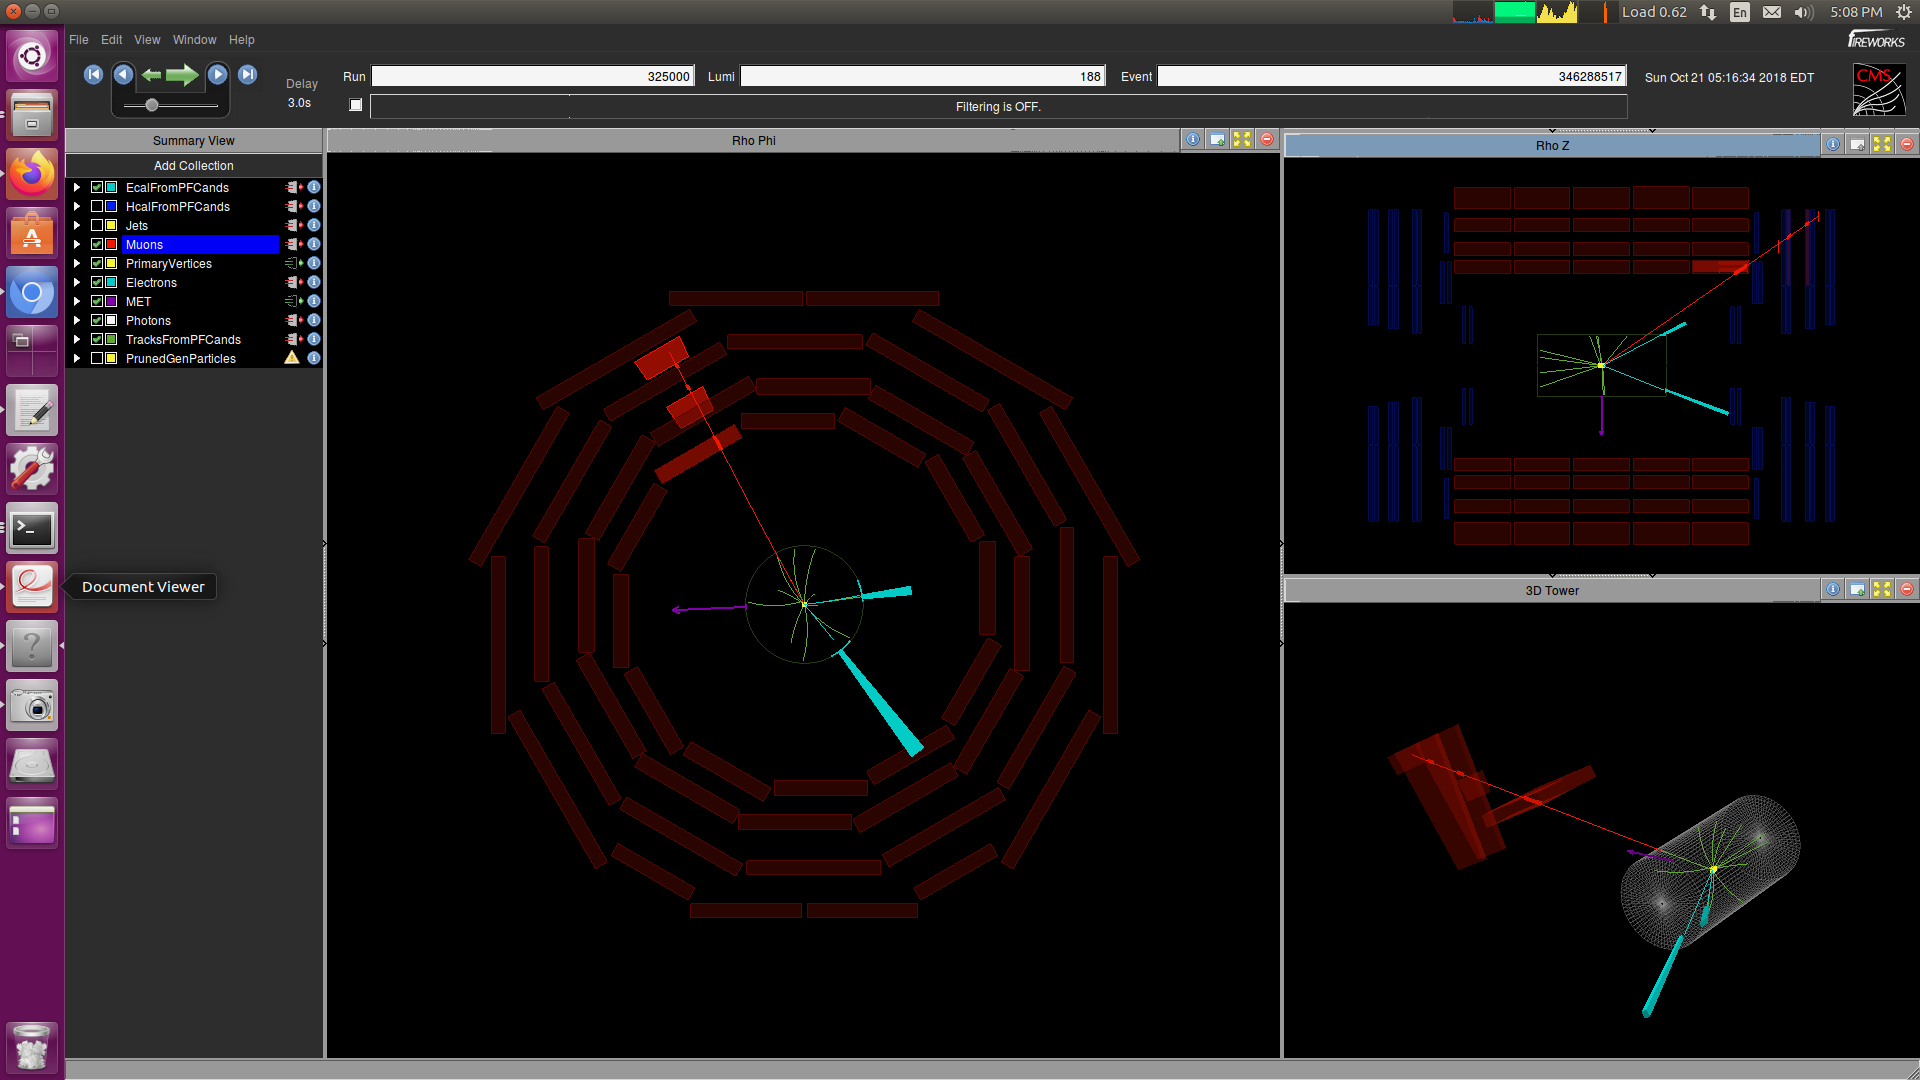 Load 0.62 En 5:08 PM
File Edit View Window Help
FIREWORKS
Delay
3.0s
Run 325000 Lumi 188 Event 346288517 Sun Oct 21 05:16:34 2018 EDT
CMS
Filtering is OFF.
Summary View
Add Collection
EcalFromPFCands
HcalFromPFCands
Jets
Muons
PrimaryVertices
Electrons
MET
Photons
TracksFromPFCands
PrunedGenParticles
Rho Phi
Rho Z
3D Tower
Document Viewer